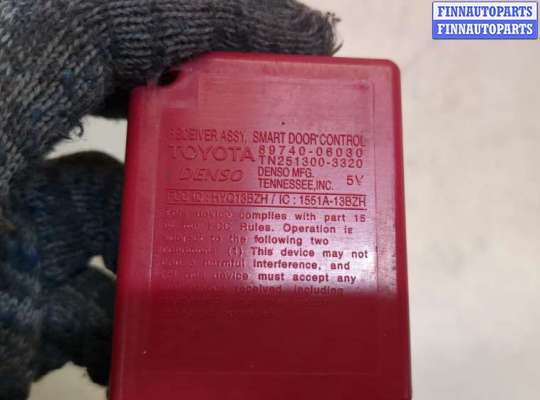 FINNAUTOPARTS
FINNAUTOPARTS
RECEIVER ASSY, SMART DOOR CONTROL
TOYOTA 89740-06030
TN251300-3320
DENSO DENSO MFG.
TENNESSEE, INC. 5V
FCC ID : HYQ13BZH / IC : 1551A-13BZH
This device complies with part 15
of the FCC Rules. Operation is
subject to the following two
(1) This device may not
cause harmful interference, and
(2) this device must accept any
received, including